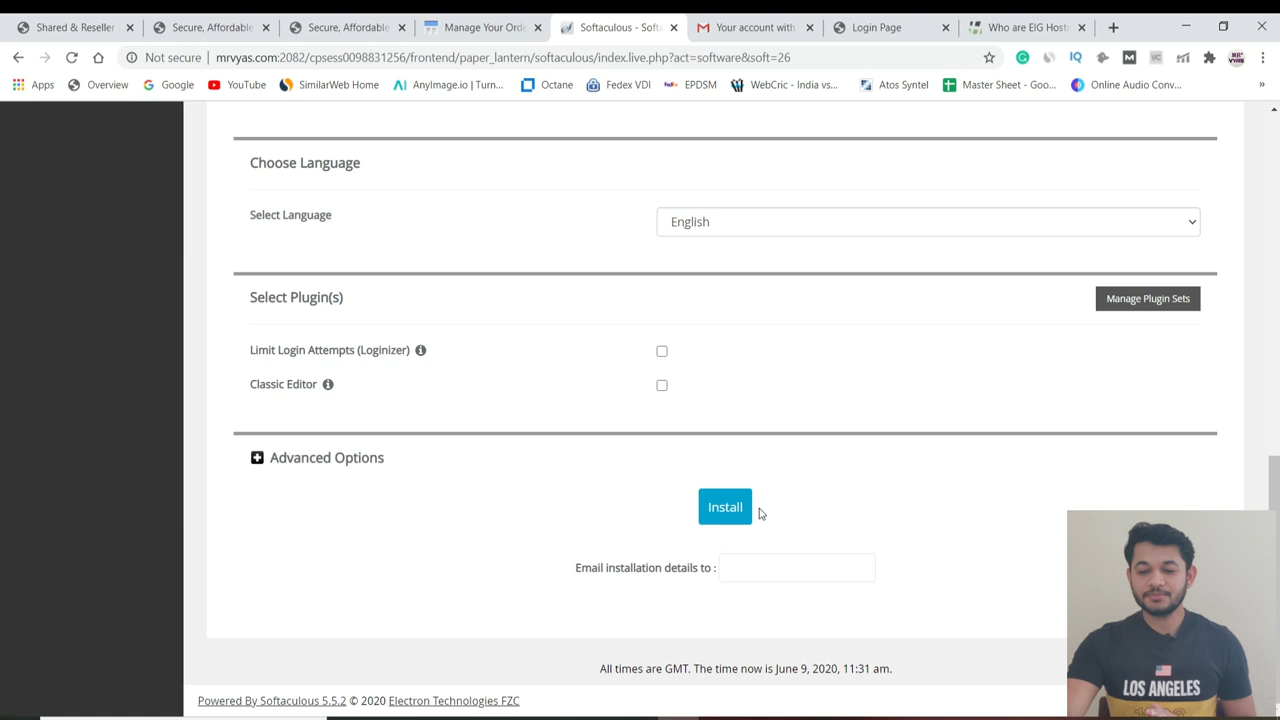 Shared & Reseller
Secure, Affordable
Secure, Affordable
Manage Your Ord
Softaculous - Softa
Your account with
Login Page
Who are EIG Hosti
Not secure
mrvyas.com:2082/cpsess0098831256/frontend/paper_lantern/softaculous/index.live.php?act=software&soft=26
Apps
Overview
Google
YouTube
SimilarWeb Home
AnyImage.io | Turn...
Octane
Fedex VDI
EPDSM
WebCric - India vs...
Atos Syntel
Master Sheet - Goo...
Online Audio Conv...
»
Choose Language
Select Language
English
Select Plugin(s)
Manage Plugin Sets
Limit Login Attempts (Loginizer)
Classic Editor
Advanced Options
Install
Email installation details to :
All times are GMT. The time now is June 9, 2020, 11:31 am.
Powered By Softaculous 5.5.2 © 2020 Electron Technologies FZC
LOS ANGELES